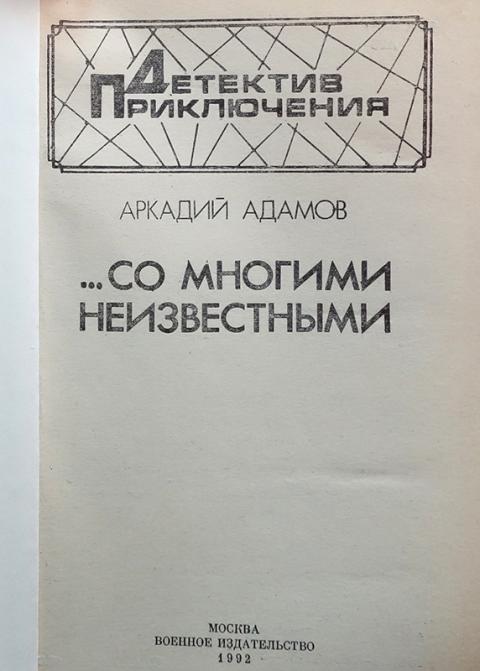 Детектив
Приключения
АРКАДИЙ АДАМОВ
...СО МНОГИМИ
НЕИЗВЕСТНЫМИ
МОСКВА
ВОЕННОЕ ИЗДАТЕЛЬСТВО
1992